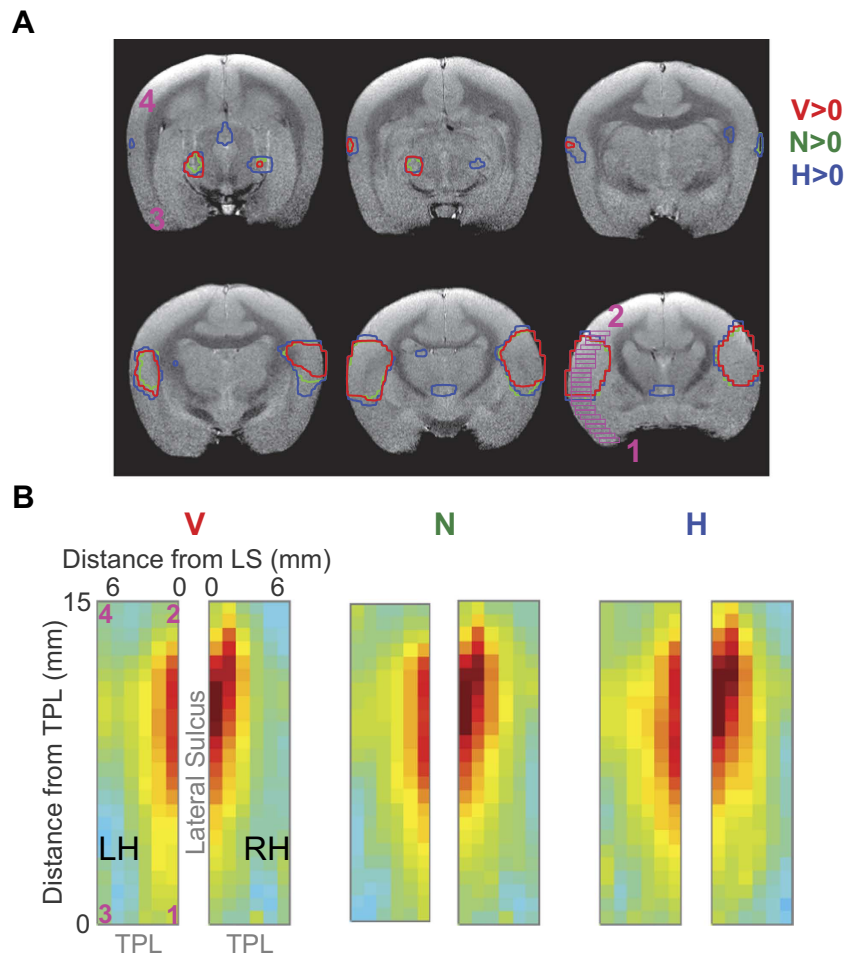 A
4
3
2
1
V>0
N>0
H>0
B
V
N
H
Distance from LS (mm)
6 0 0 6
15
Distance from TPL (mm)
0
4 2
Lateral Sulcus
LH RH
3 1
TPL TPL